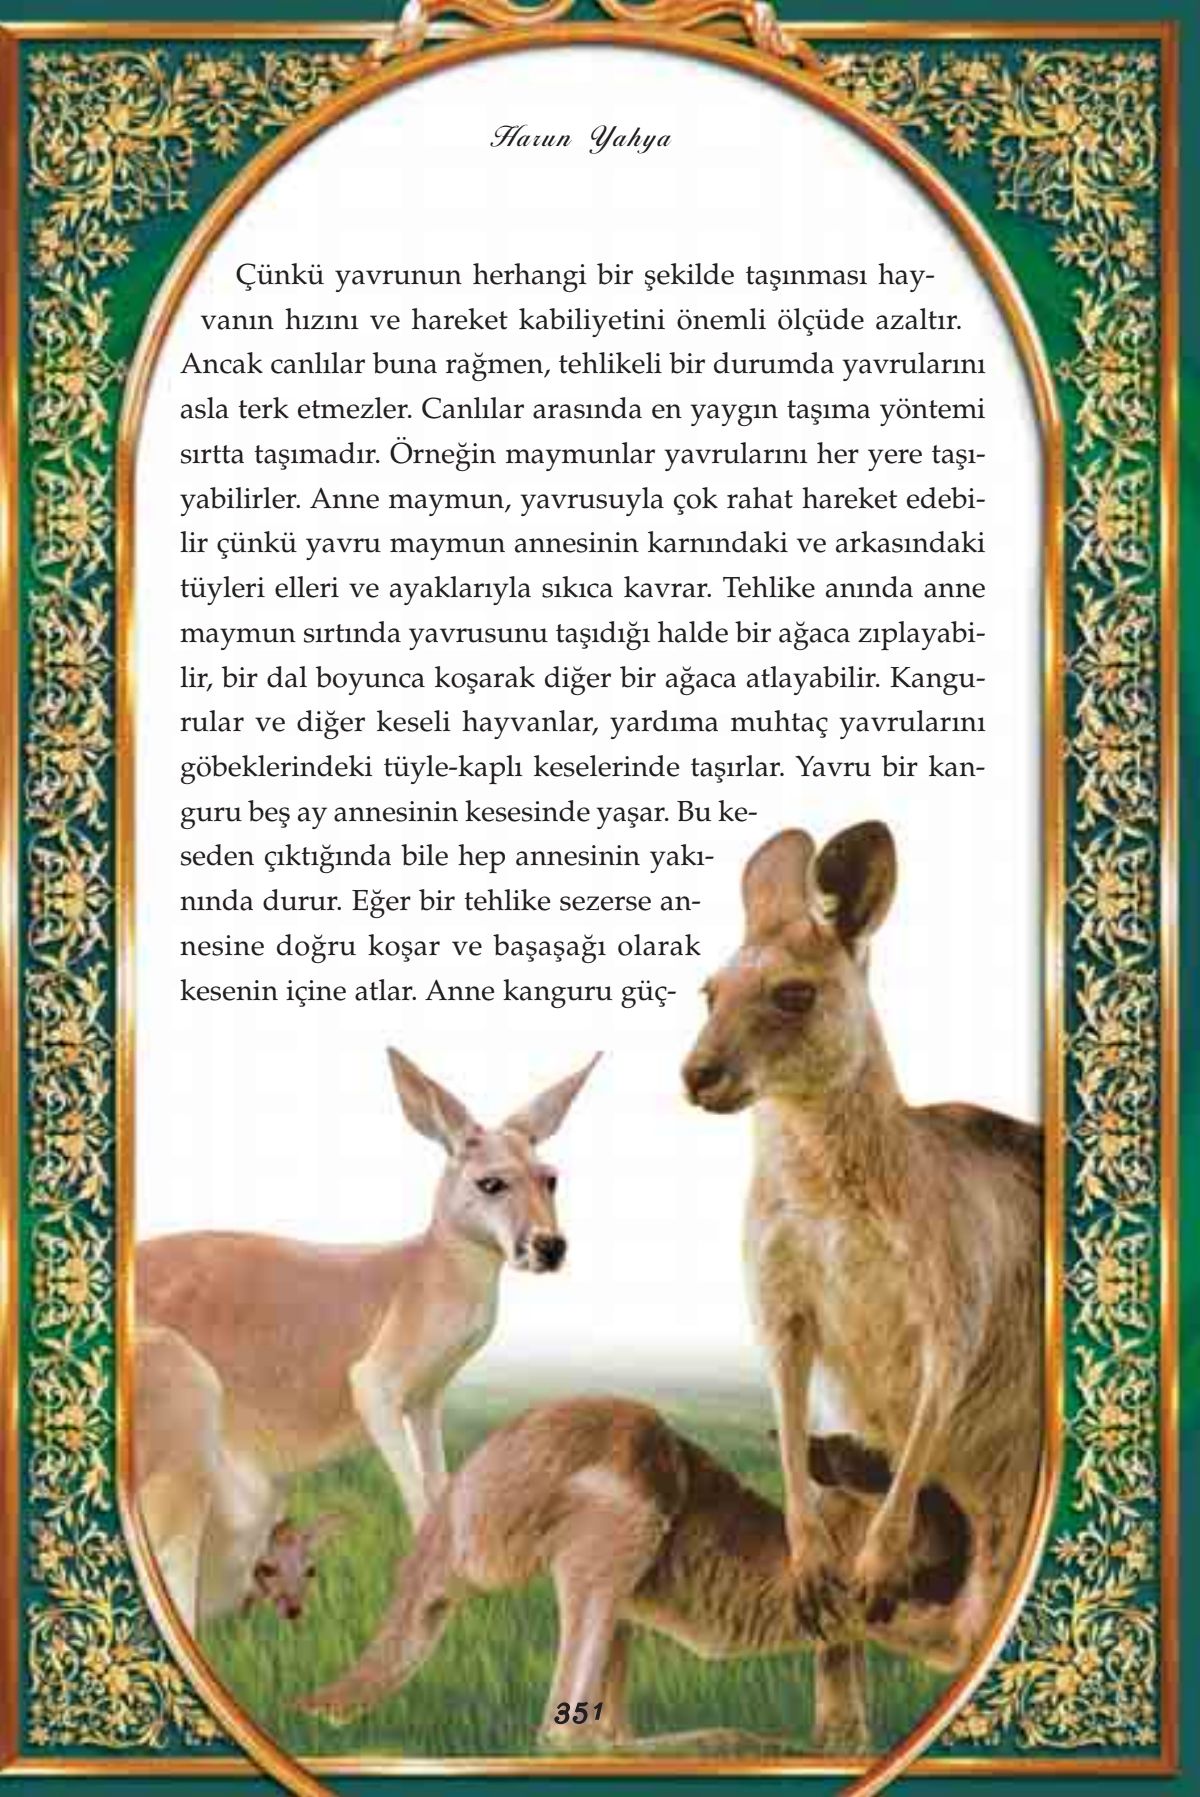 Harun Yahya
Çünkü yavrunun herhangi bir şekilde taşınması hay-
vanın hızını ve hareket kabiliyetini önemli ölçüde azaltır.
Ancak canlılar buna rağmen, tehlikeli bir durumda yavrularını
asla terk etmezler. Canlılar arasında en yaygın taşıma yöntemi
sırtta taşımadır. Örneğin maymunlar yavrularını her yere taşı-
yabilirler. Anne maymun, yavrusuyla çok rahat hareket edebi-
lir çünkü yavru maymun annesinin karnındaki ve arkasındaki
tüyleri elleri ve ayaklarıyla sıkıca kavrar. Tehlike anında anne
maymun sırtında yavrusunu taşıdığı halde bir ağaca zıplayabi-
lir, bir dal boyunca koşarak diğer bir ağaca atlayabilir. Kangu-
rular ve diğer keseli hayvanlar, yardıma muhtaç yavrularını
göbeklerindeki tüyle-kaplı keselerinde taşırlar. Yavru bir kan-
guru beş ay annesinin kesesinde yaşar. Bu ke-
seden çıktığında bile hep annesinin yakı-
nında durur. Eğer bir tehlike sezerse an-
nesine doğru koşar ve başaşağı olarak
kesenin içine atlar. Anne kanguru güç-
351